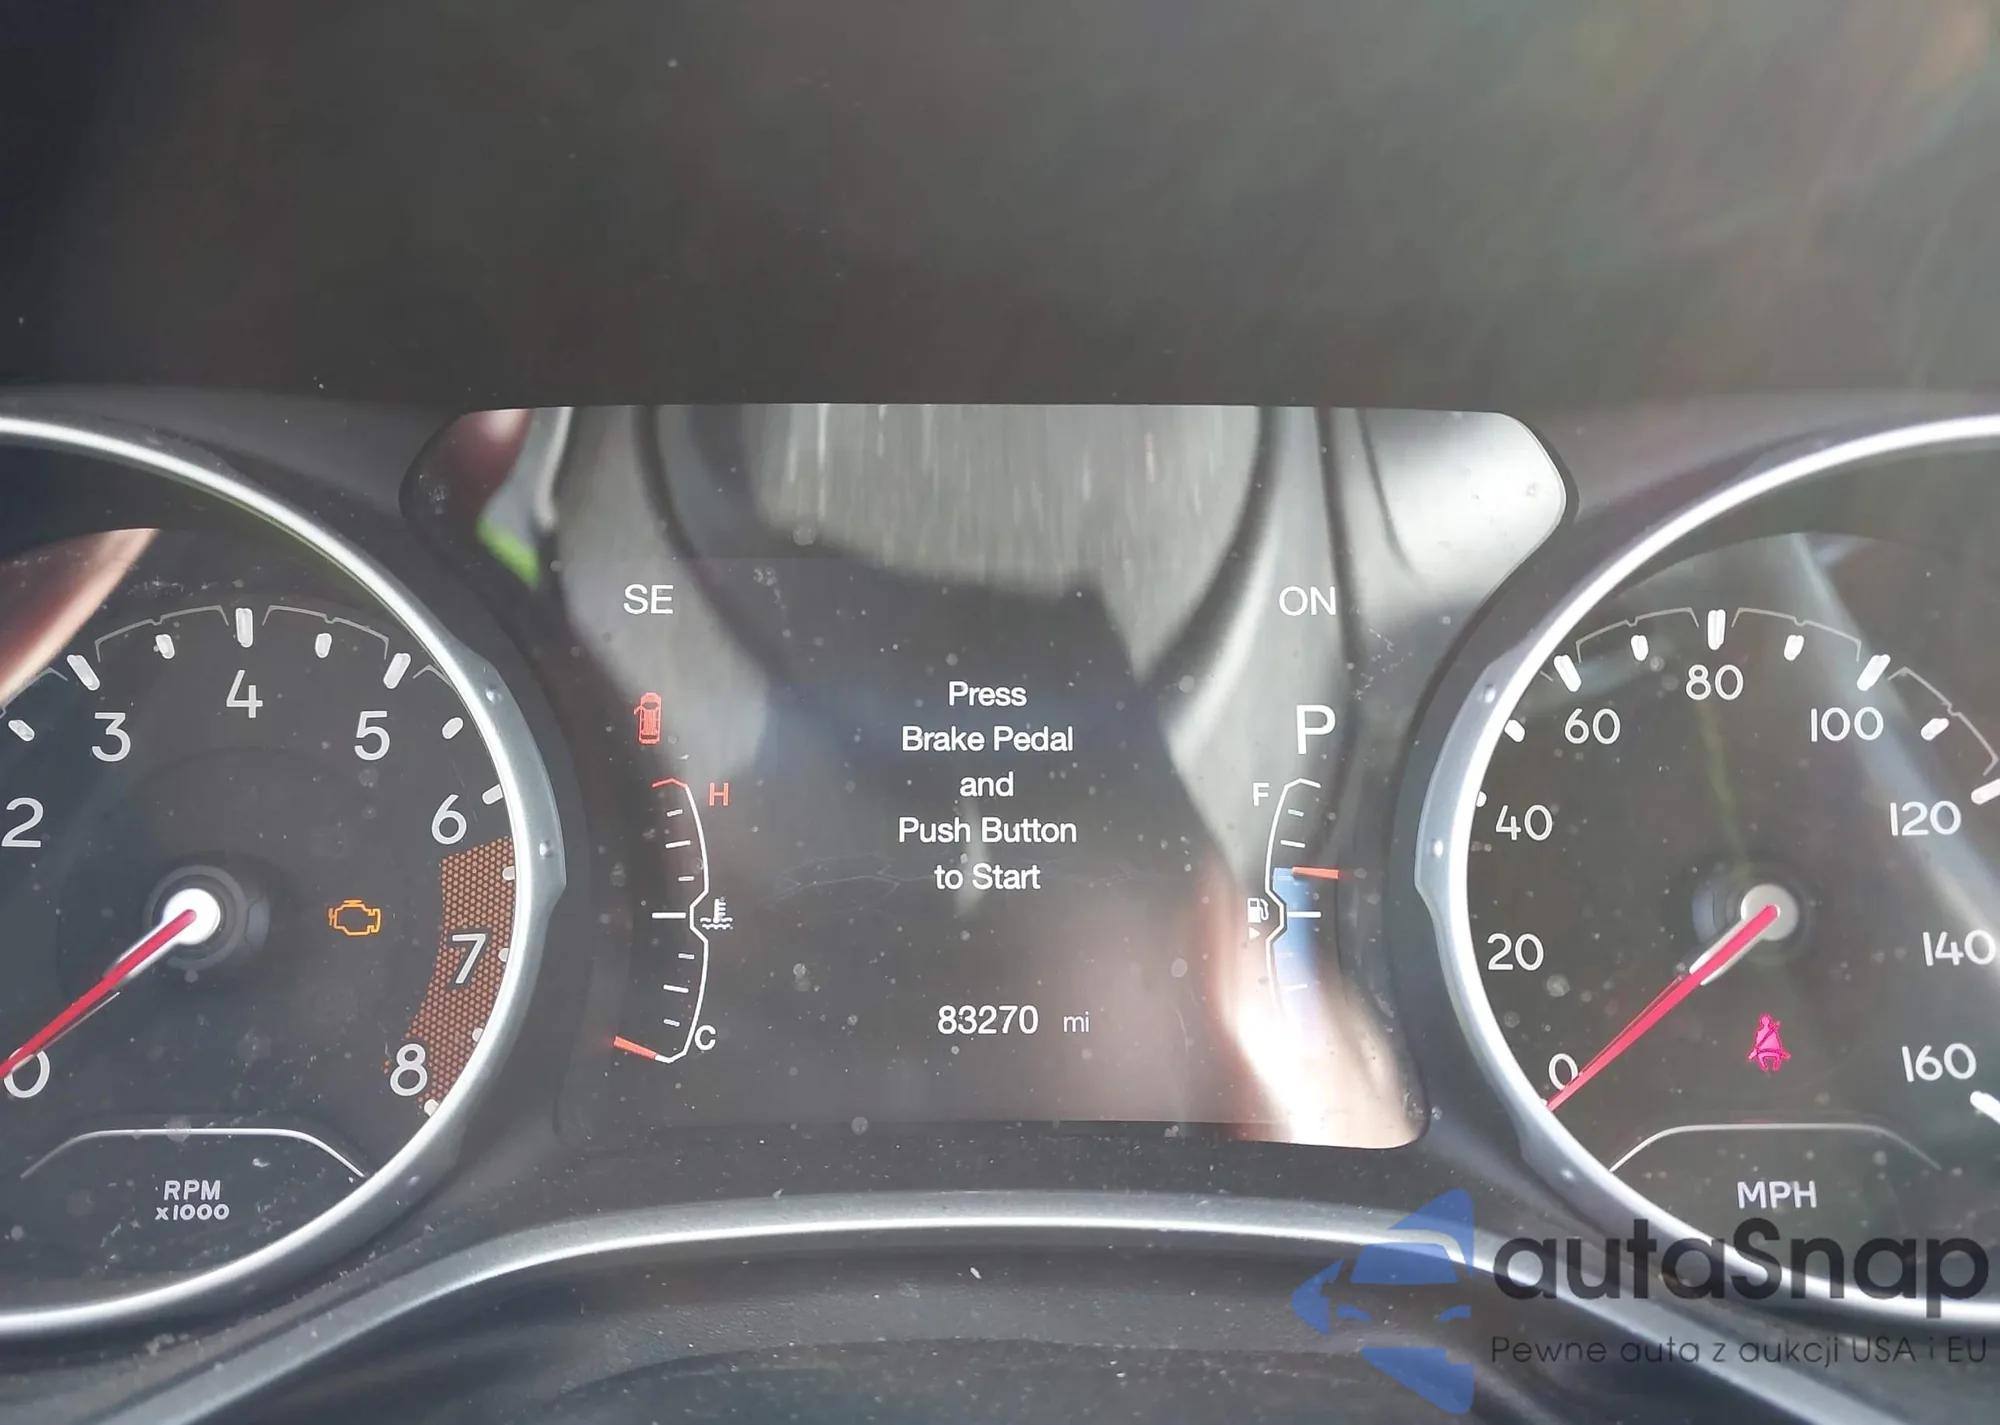 SE
ON
Press
Brake Pedal
and
Push Button
to Start
P
H
F
C
83270 mi
2
3
4
5
6
7
8
0
RPM
x1000
0
20
40
60
80
100
120
140
160
MPH
autaSnap
Pewne auta z aukcji USA i EU